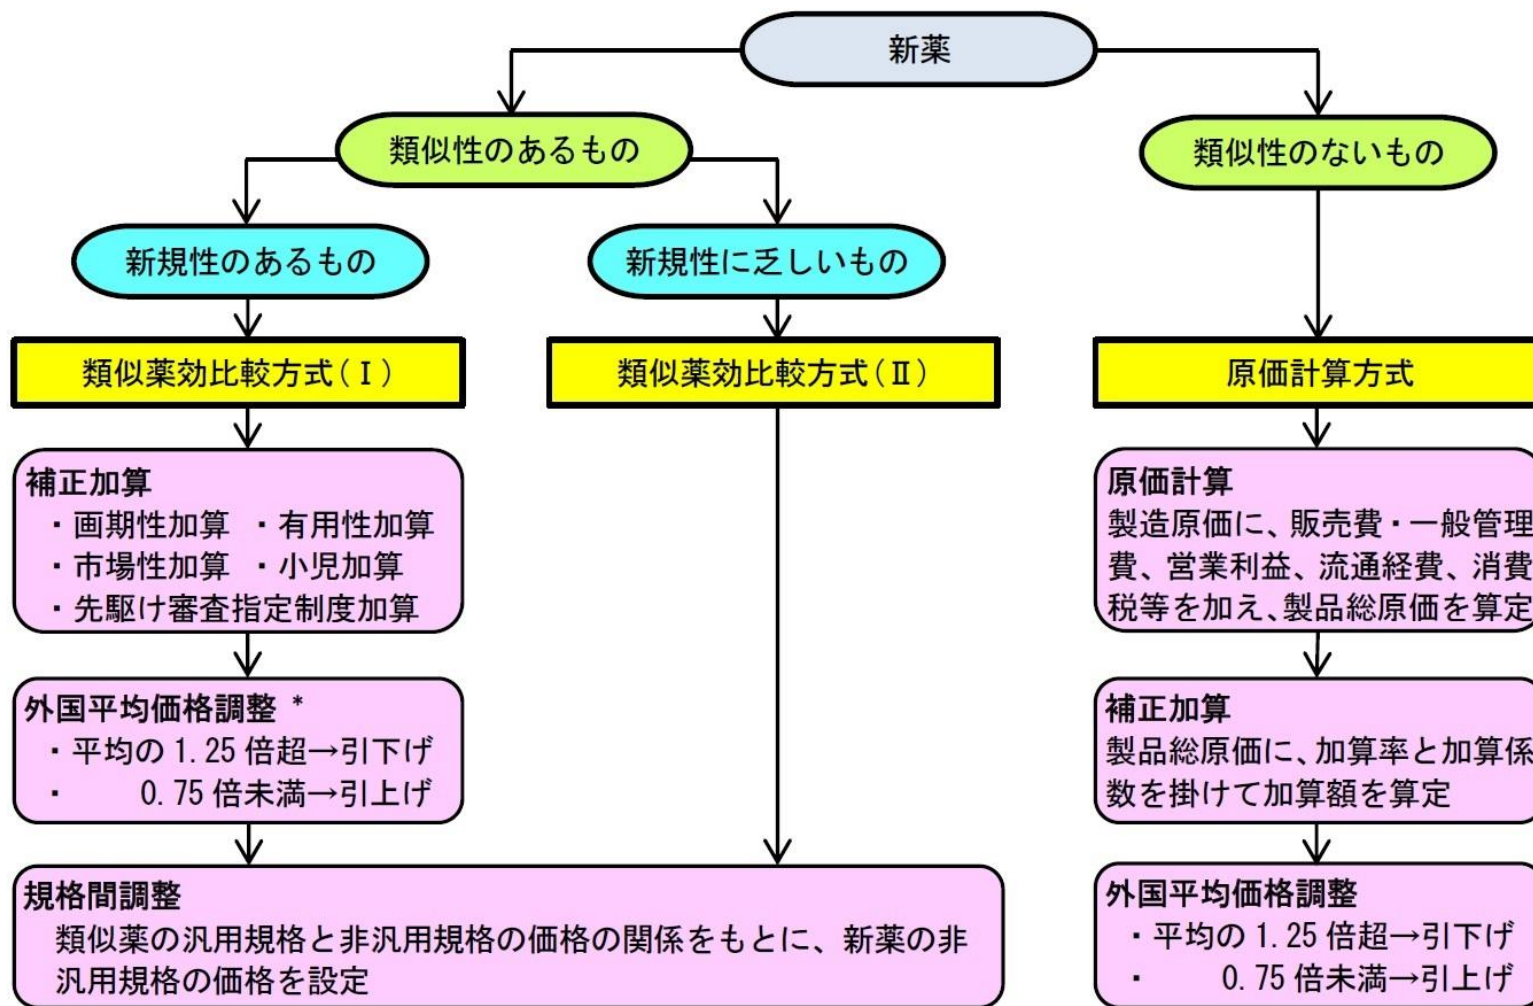 新薬
類似性のあるもの
類似性のないもの
新規性のあるもの
新規性に乏しいもの
類似薬効比較方式(Ⅰ)
類似薬効比較方式(Ⅱ)
原価計算方式
補正加算
・画期性加算 ・有用性加算
・市場性加算 ・小児加算
・先駆け審査指定制度加算
原価計算
製造原価に、販売費・一般管理
費、営業利益、流通経費、消費
税等を加え、製品総原価を算定
外国平均価格調整 *
・平均の 1.25 倍超→引下げ
・ 0.75 倍未満→引上げ
補正加算
製品総原価に、加算率と加算係
数を掛けて加算額を算定
規格間調整
類似薬の汎用規格と非汎用規格の価格の関係をもとに、新薬の非
汎用規格の価格を設定
外国平均価格調整
・平均の 1.25 倍超→引下げ
・ 0.75 倍未満→引上げ